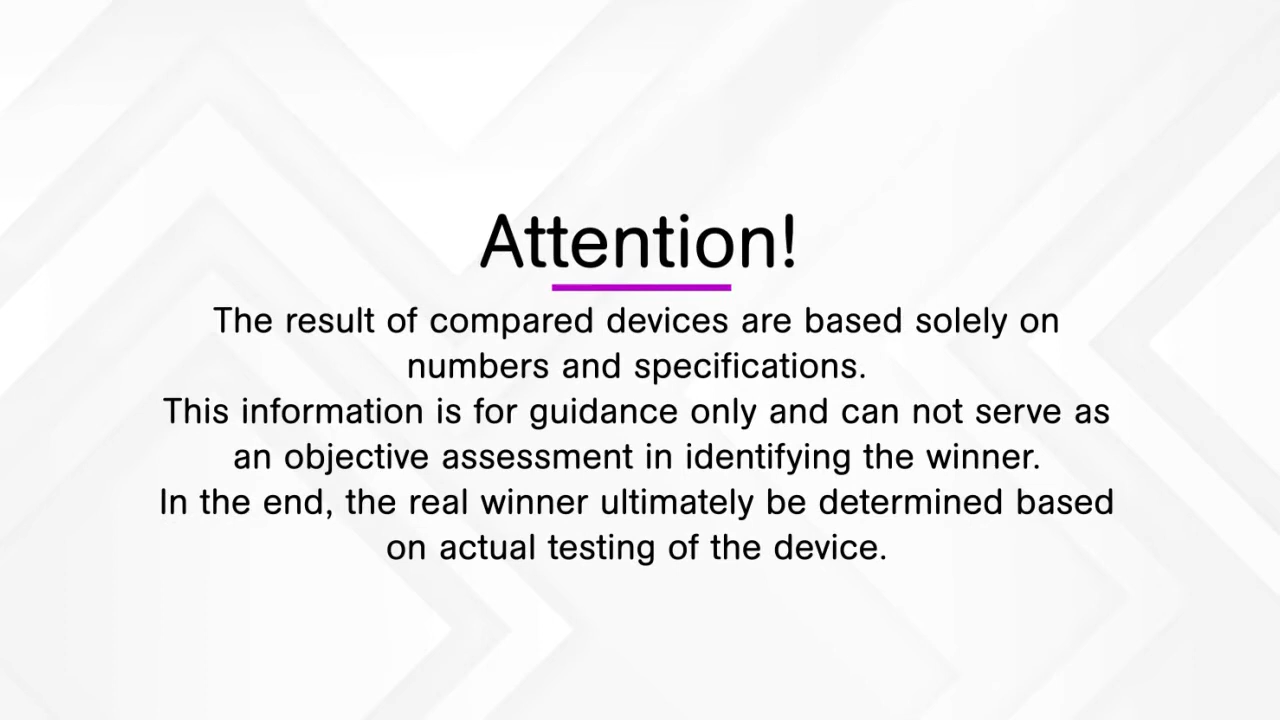 Attention!
The result of compared devices are based solely on
numbers and specifications.
This information is for guidance only and can not serve as
an objective assessment in identifying the winner.
In the end, the real winner ultimately be determined based
on actual testing of the device.